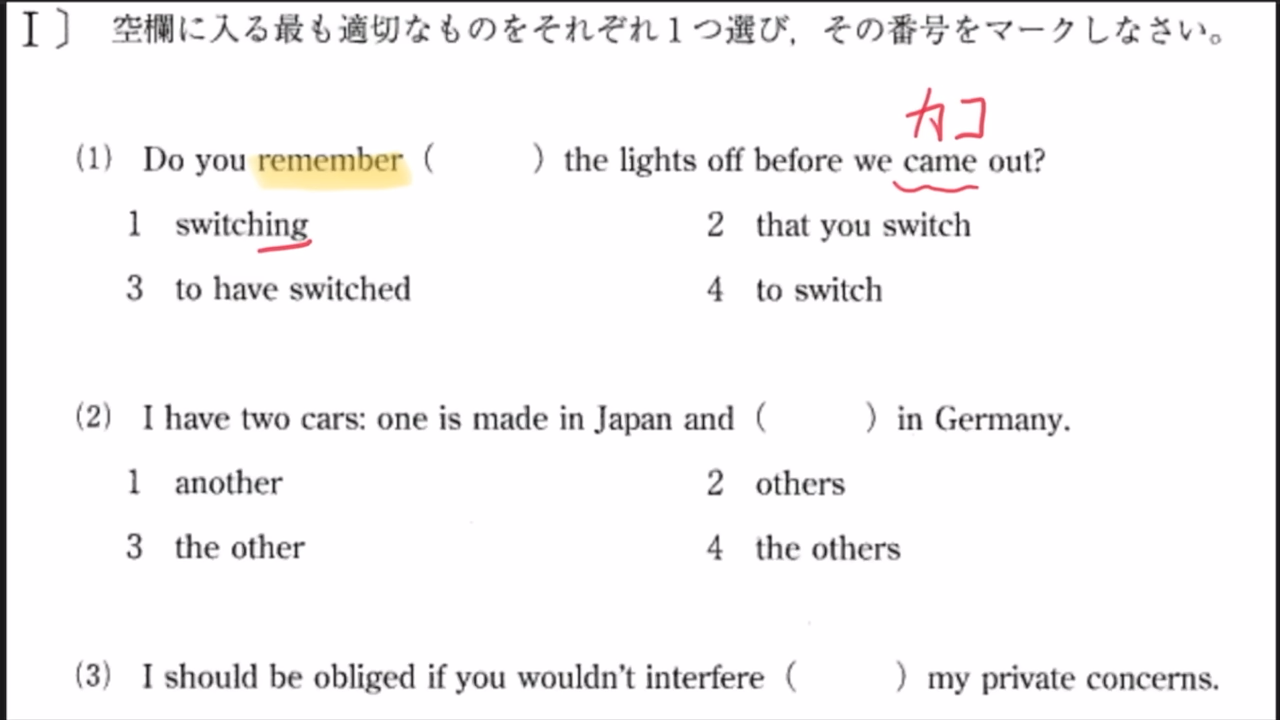 I〕 空欄に入る最も適切なものをそれぞれ1つ選び，その番号をマークしなさい。
カコ
(1) Do you remember (　　) the lights off before we came out?
1 switching 2 that you switch
3 to have switched 4 to switch
(2) I have two cars: one is made in Japan and (　　) in Germany.
1 another 2 others
3 the other 4 the others
(3) I should be obliged if you wouldn't interfere (　　) my private concerns.